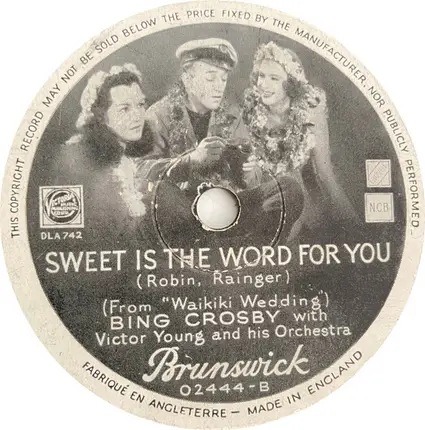 THIS COPYRIGHT RECORD MAY NOT BE SOLD BELOW THE PRICE FIXED BY THE MANUFACTURER, NOR PUBLICLY PERFORMED—
NCB
DLA 742
SWEET IS THE WORD FOR YOU
(Robin, Rainger)
(From "Waikiki Wedding")
BING CROSBY with
Victor Young and his Orchestra
Brunswick
02444-B
FABRIQUÉ EN ANGLETERRE — MADE IN ENGLAND